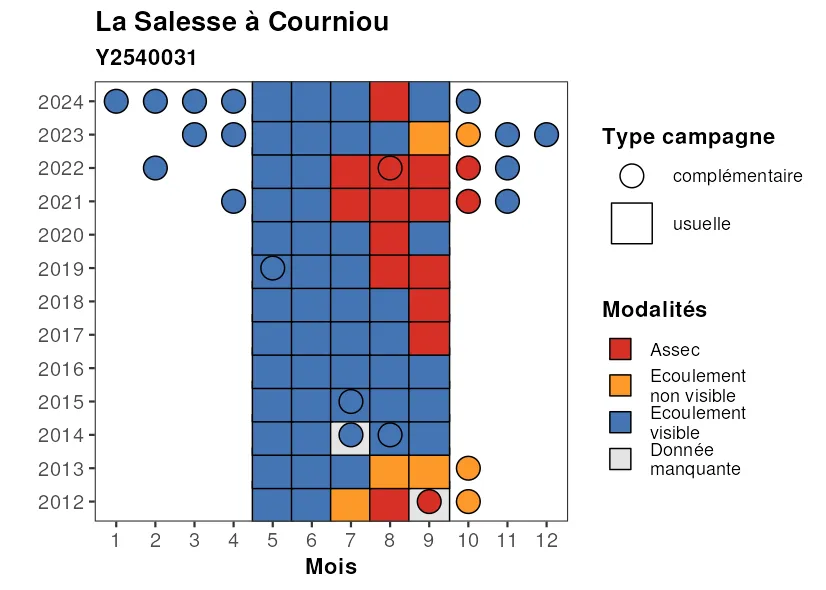 La Salesse à Courniou
Y2540031
2024
2023
2022
2021
2020
2019
2018
2017
2016
2015
2014
2013
2012
1 2 3 4 5 6 7 8 9 10 11 12
Mois
Type campagne
complémentaire
usuelle
Modalités
Assec
Ecoulement
non visible
Ecoulement
visible
Donnée
manquante